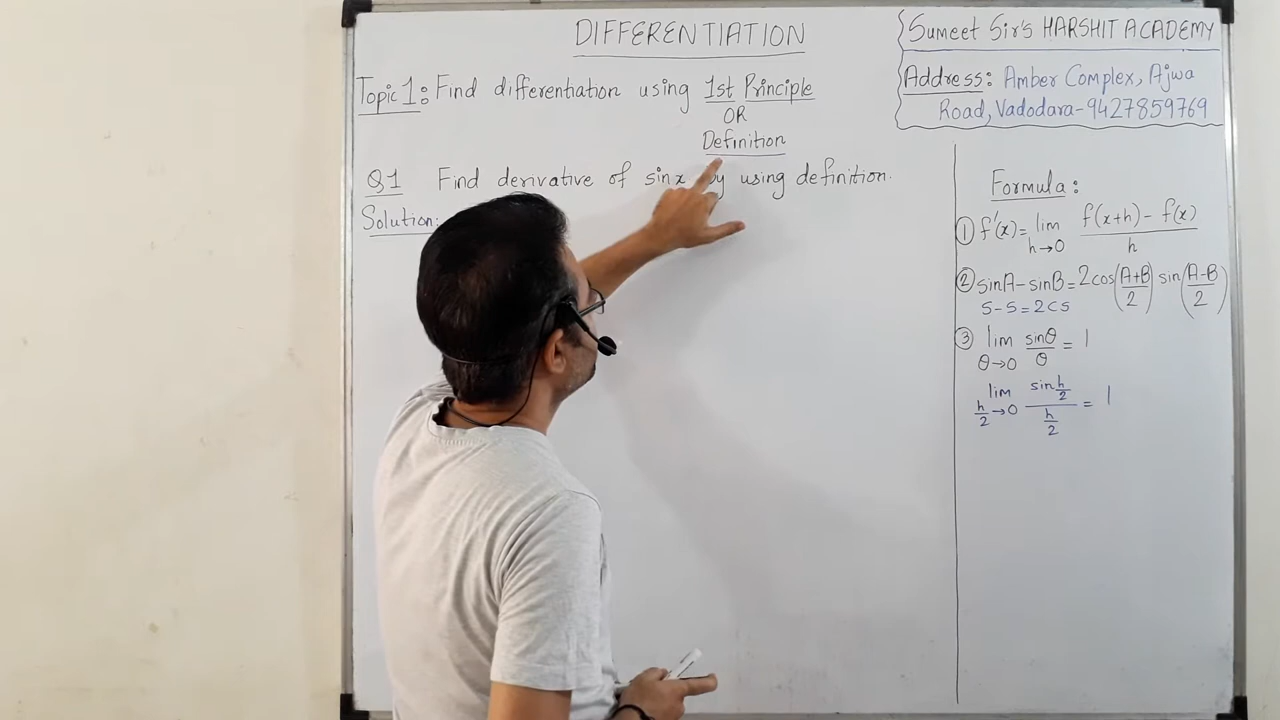 DIFFERENTIATION
Sumeet Sir's HARSHIT ACADEMY
Address: Amber Complex, Ajwa
Road, Vadodara-9427859769
Topic 1: Find differentiation using 1st Principle
OR
Definition
Q1 Find derivative of sinx by using definition.
Solution:
Formula:
① f'(x) = lim h→0 f(x+h) - f(x) / h
② sinA - sinB = 2cos(A+B/2) sin(A-B/2)
S-S = 2CS
③ lim θ→0 sinθ/θ = 1
lim h/2→0 sin h/2 / h/2 = 1